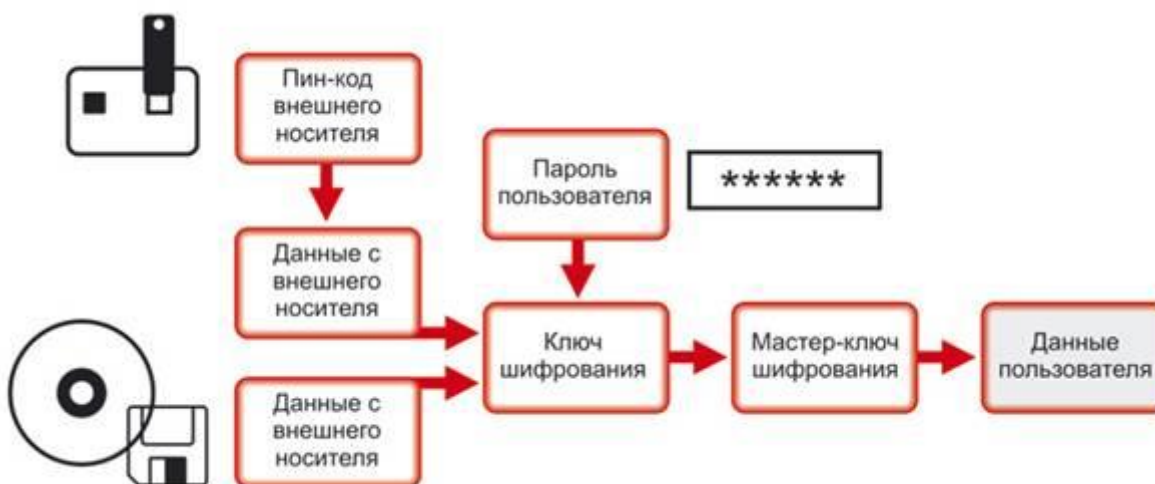 Пин-код
внешнего
носителя
Пароль
пользователя
******
Данные с
внешнего
носителя
Ключ
шифрования
Мастер-ключ
шифрования
Данные
пользователя
Данные с
внешнего
носителя